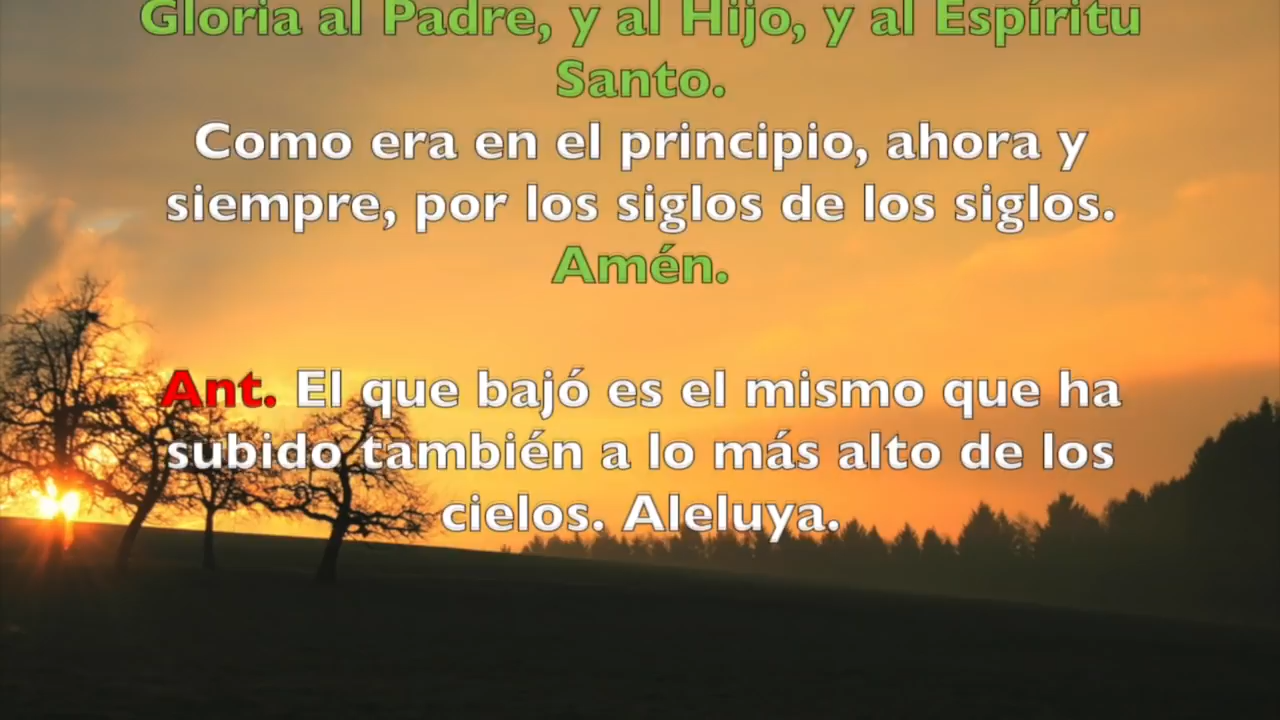 Gloria al Padre, y al Hijo, y al Espíritu
Santo.
Como era en el principio, ahora y
siempre, por los siglos de los siglos.
Amén.
Ant. El que bajó es el mismo que ha
subido también a lo más alto de los
cielos. Aleluya.